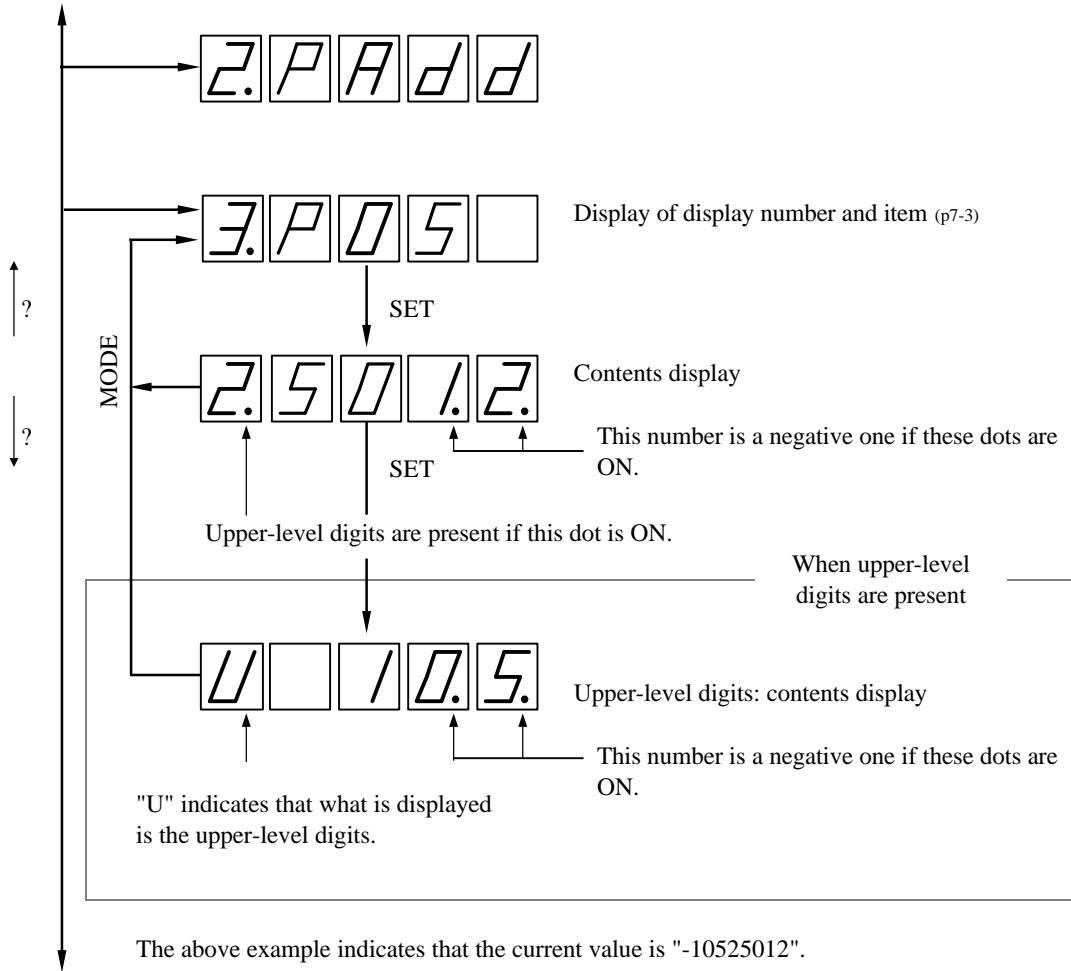 2.PAdd
3.POS
Display of display number and item (p7-3)
?
SET
MODE
2.501.2.
Contents display
?
This number is a negative one if these dots are
ON.
SET
Upper-level digits are present if this dot is ON.
When upper-level
digits are present
U 10.5.
Upper-level digits: contents display
This number is a negative one if these dots are
ON.
"U" indicates that what is displayed
is the upper-level digits.
The above example indicates that the current value is "-10525012".